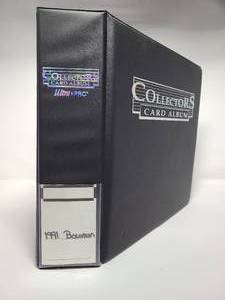 COLLECTORS
CARD ALBUM
Ultra • PRO
1991 Bowman
COLLECTORS
CARD ALBUM